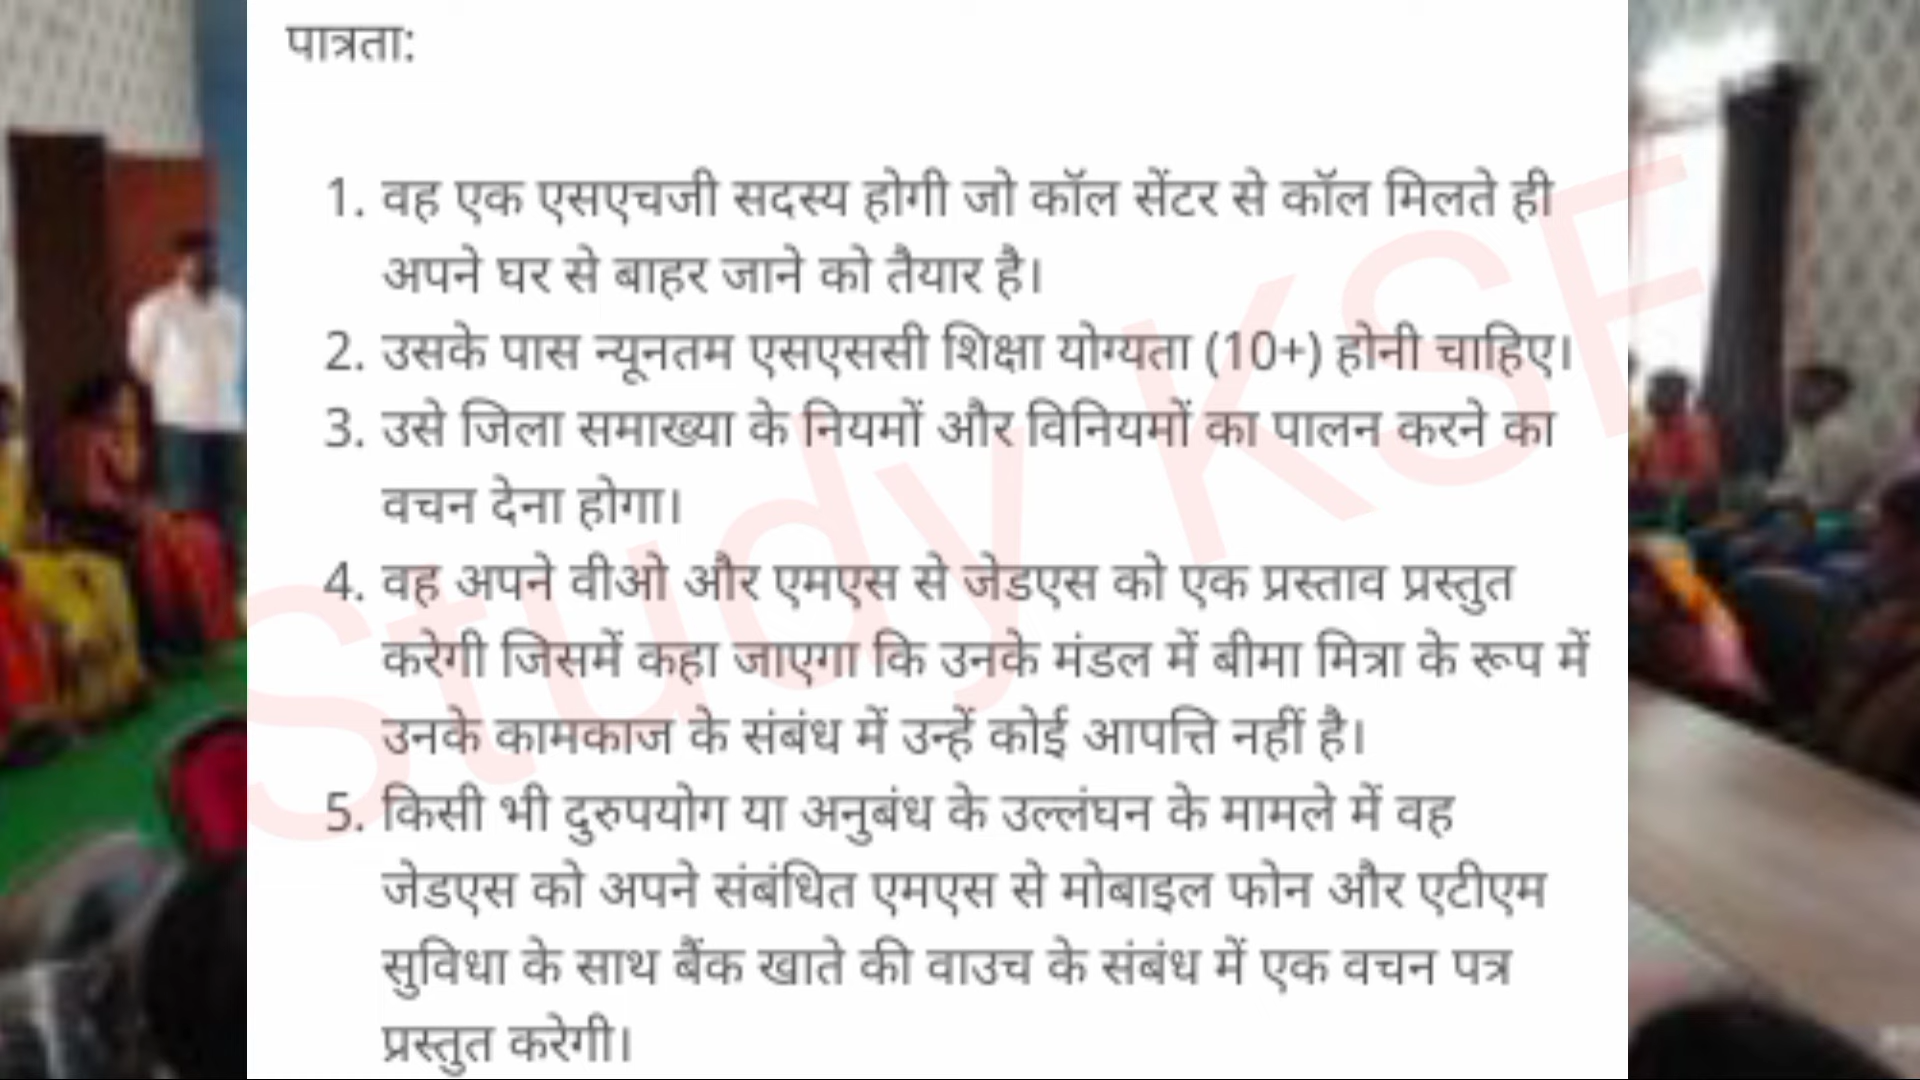 पात्रता:
1. वह एक एसएचजी सदस्य होगी जो कॉल सेंटर से कॉल मिलते ही
अपने घर से बाहर जाने को तैयार है।
2. उसके पास न्यूनतम एसएससी शिक्षा योग्यता (10+) होनी चाहिए।
3. उसे जिला समाख्या के नियमों और विनियमों का पालन करने का
वचन देना होगा।
4. वह अपने वीओ और एमएस से जेडएस को एक प्रस्ताव प्रस्तुत
करेगी जिसमें कहा जाएगा कि उनके मंडल में बीमा मित्रा के रूप में
उनके कामकाज के संबंध में उन्हें कोई आपत्ति नहीं है।
5. किसी भी दुरुपयोग या अनुबंध के उल्लंघन के मामले में वह
जेडएस को अपने संबंधित एमएस से मोबाइल फोन और एटीएम
सुविधा के साथ बैंक खाते की वाउच के संबंध में एक वचन पत्र
प्रस्तुत करेगी।
Study KSF